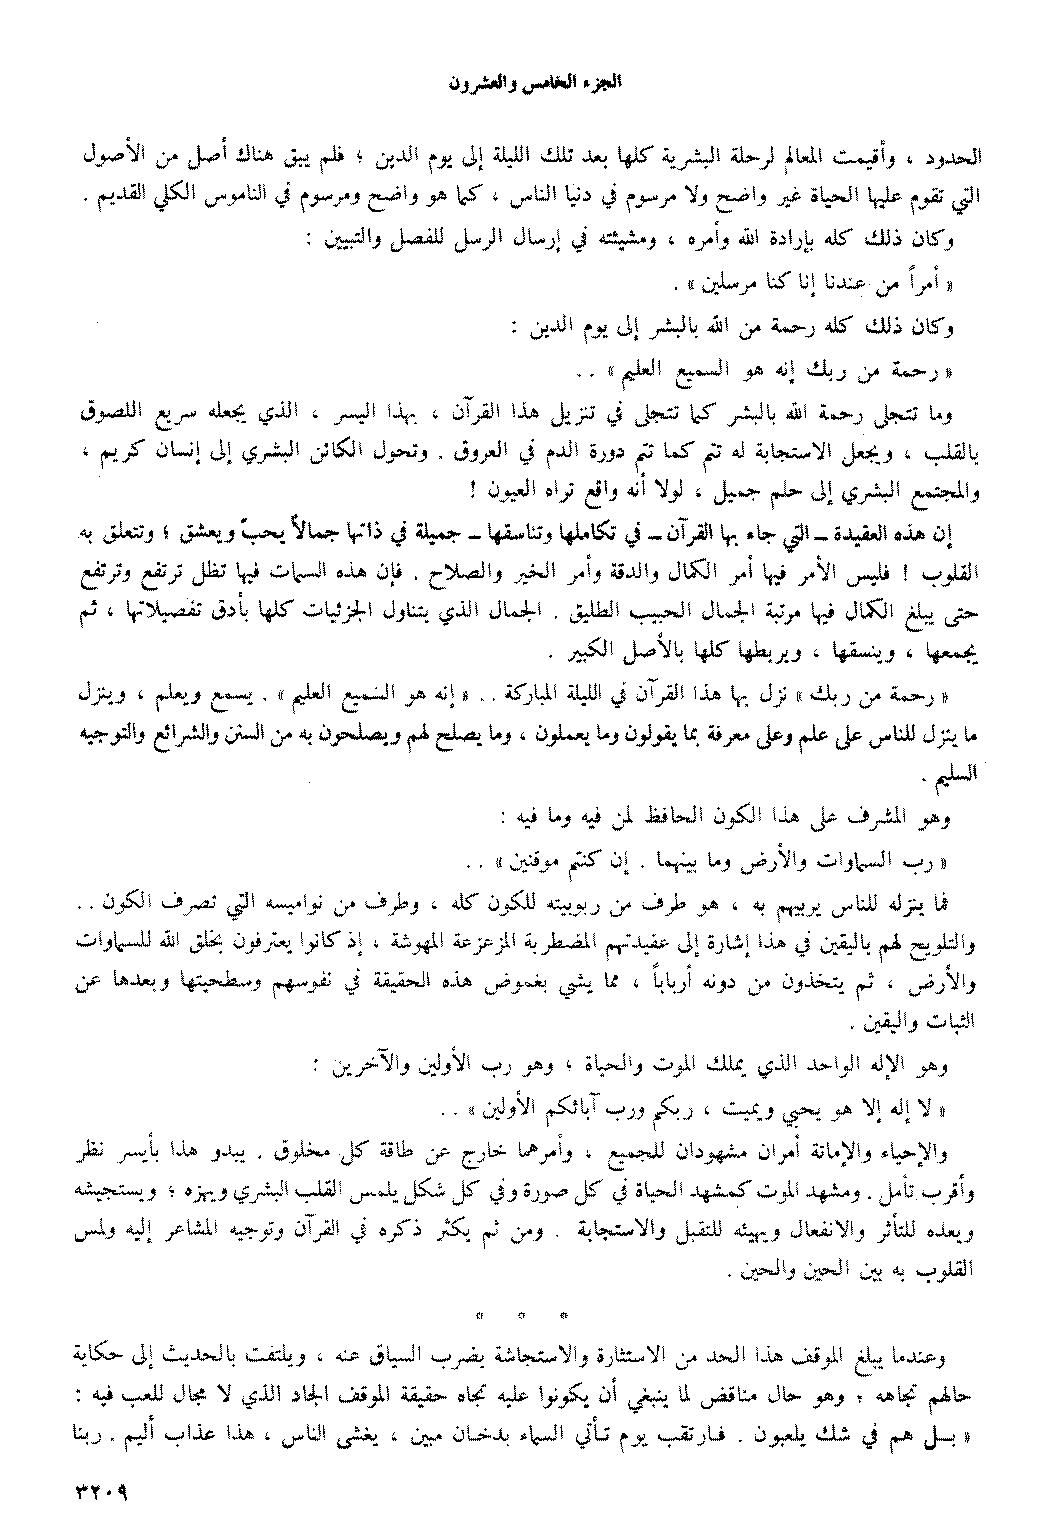 الجزء الخامس والعشرون
الحدود ، وأقيمت المعالم لرحلة البشرية كلها بعد تلك الليلة إلى يوم الدين ؛ فلم يبق هناك أصل من الأصول
التي تقوم عليها الحياة غير واضح ولا مرسوم في دنيا الناس ، كما هو واضح ومرسوم في الناموس الكلي القديم .
وكان ذلك كله بإرادة الله وأمره ، ومشيئته في إرسال الرسل للفصل والتبيين :
« أمراً من عندنا إنا كنا مرسلين » .
وكان ذلك كله رحمة من الله بالبشر إلى يوم الدين :
« رحمة من ربك إنه هو السميع العليم » . .
وما تتجلى رحمة الله بالبشر كما تتجلى في تنزيل هذا القرآن ، بهذا اليسر ، الذي يجعله سريع اللصوق
بالقلب ، ويجعل الاستجابة له تتم كما تتم دورة الدم في العروق . وتحول الكائن البشري إلى إنسان كريم ،
والمجتمع البشري إلى حلم جميل ، لولا أنه واقع تراه العيون !
إن هذه العقيدة ــ التي جاء بها القرآن ــ في تكاملها وتناسقها ــ جميلة في ذاتها جمالاً يحبّ ويعشق ؛ وتتعلق به
القلوب ! فليس الأمر فيها أمر الكمال والدقة وأمر الخير والصلاح . فإن هذه السمات فيها تظل ترتفع وترتفع
حتى يبلغ الكمال فيها مرتبة الجمال الحبيب الطليق . الجمال الذي يتناول الجزئيات كلها بأدق تفصيلاتها ، ثم
يجمعها ، وينسقها ، ويربطها كلها بالأصل الكبير .
« رحمة من ربك » نزل بها هذا القرآن في الليلة المباركة . . « إنه هو السميع العليم » . يسمع ويعلم ، وينزل
ما ينزل للناس على علم وعلى معرفة بما يقولون وما يعملون ، وما يصلح لهم ويصلحون به من السنن والشرائع والتوجيه
السليم .
وهو المشرف على هذا الكون الحافظ لمن فيه وما فيه :
« رب السماوات والأرض وما بينهما . إن كنتم موقنين » . .
فما ينزله للناس يربيهم به ، هو طرف من ربوبيته للكون كله ، وطرف من نواميسه التي تصرف الكون . .
والتلويح لهم باليقين في هذا إشارة إلى عقيدتهم المضطربة المزعزعة المهوشة ، إذ كانوا يعترفون بخلق الله للسماوات
والأرض ، ثم يتخذون من دونه أرباباً ، مما يشي بغموض هذه الحقيقة في نفوسهم وسطحيتها وبعدها عن
الثبات واليقين .
وهو الإله الواحد الذي يملك الموت والحياة ؛ وهو رب الأولين والآخرين :
« لا إله إلا هو يحيي ويميت ، ربكم ورب آبائكم الأولين » . .
والإحياء والإماتة أمران مشهودان للجميع ، وأمرهما خارج عن طاقة كل مخلوق . يبدو هذا بأيسر نظر
وأقرب تأمل . ومشهد الموت كمشهد الحياة في كل صورة وفي كل شكل يلمس القلب البشري ويهزه ؛ ويستجيشه
ويعده للتأثر والانفعال ويهيئه للتقبل والاستجابة . ومن ثم يكثر ذكره في القرآن وتوجيه المشاعر إليه ولمس
القلوب به بين الحين والحين .
* * *
وعندما يبلغ الموقف هذا الحد من الاستثارة والاستجاشة يضرب السياق عنه ، ويلتفت بالحديث إلى حكاية
حالهم تجاهه ؛ وهو حال مناقض لما ينبغي أن يكونوا عليه تجاه حقيقة الموقف الجاد الذي لا مجال للعب فيه :
« بل هم في شك يلعبون . فارتقب يوم تأتي السماء بدخان مبين ، يغشى الناس ، هذا عذاب أليم . ربنا
٣٢٠٩